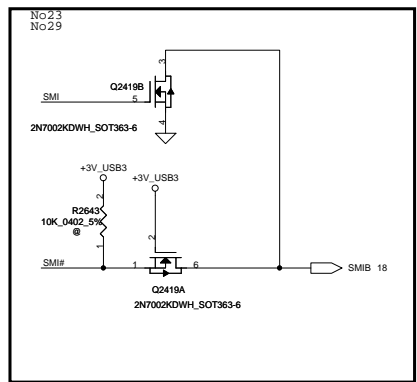 No23
No29
3
Q2419B
SMI
5
4
2N7002KDWH_SOT363-6
+3V_USB3
+3V_USB3
2
R2643
10K_0402_5%
@
2
1
SMI#
1
6
SMIB 18
Q2419A
2N7002KDWH_SOT363-6